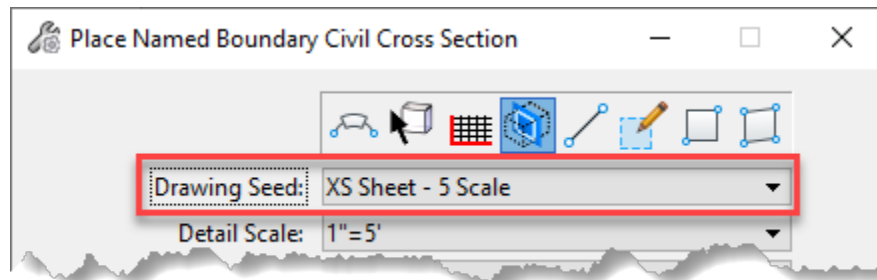 Place Named Boundary Civil Cross Section
Drawing Seed: XS Sheet - 5 Scale
Detail Scale: 1"=5'